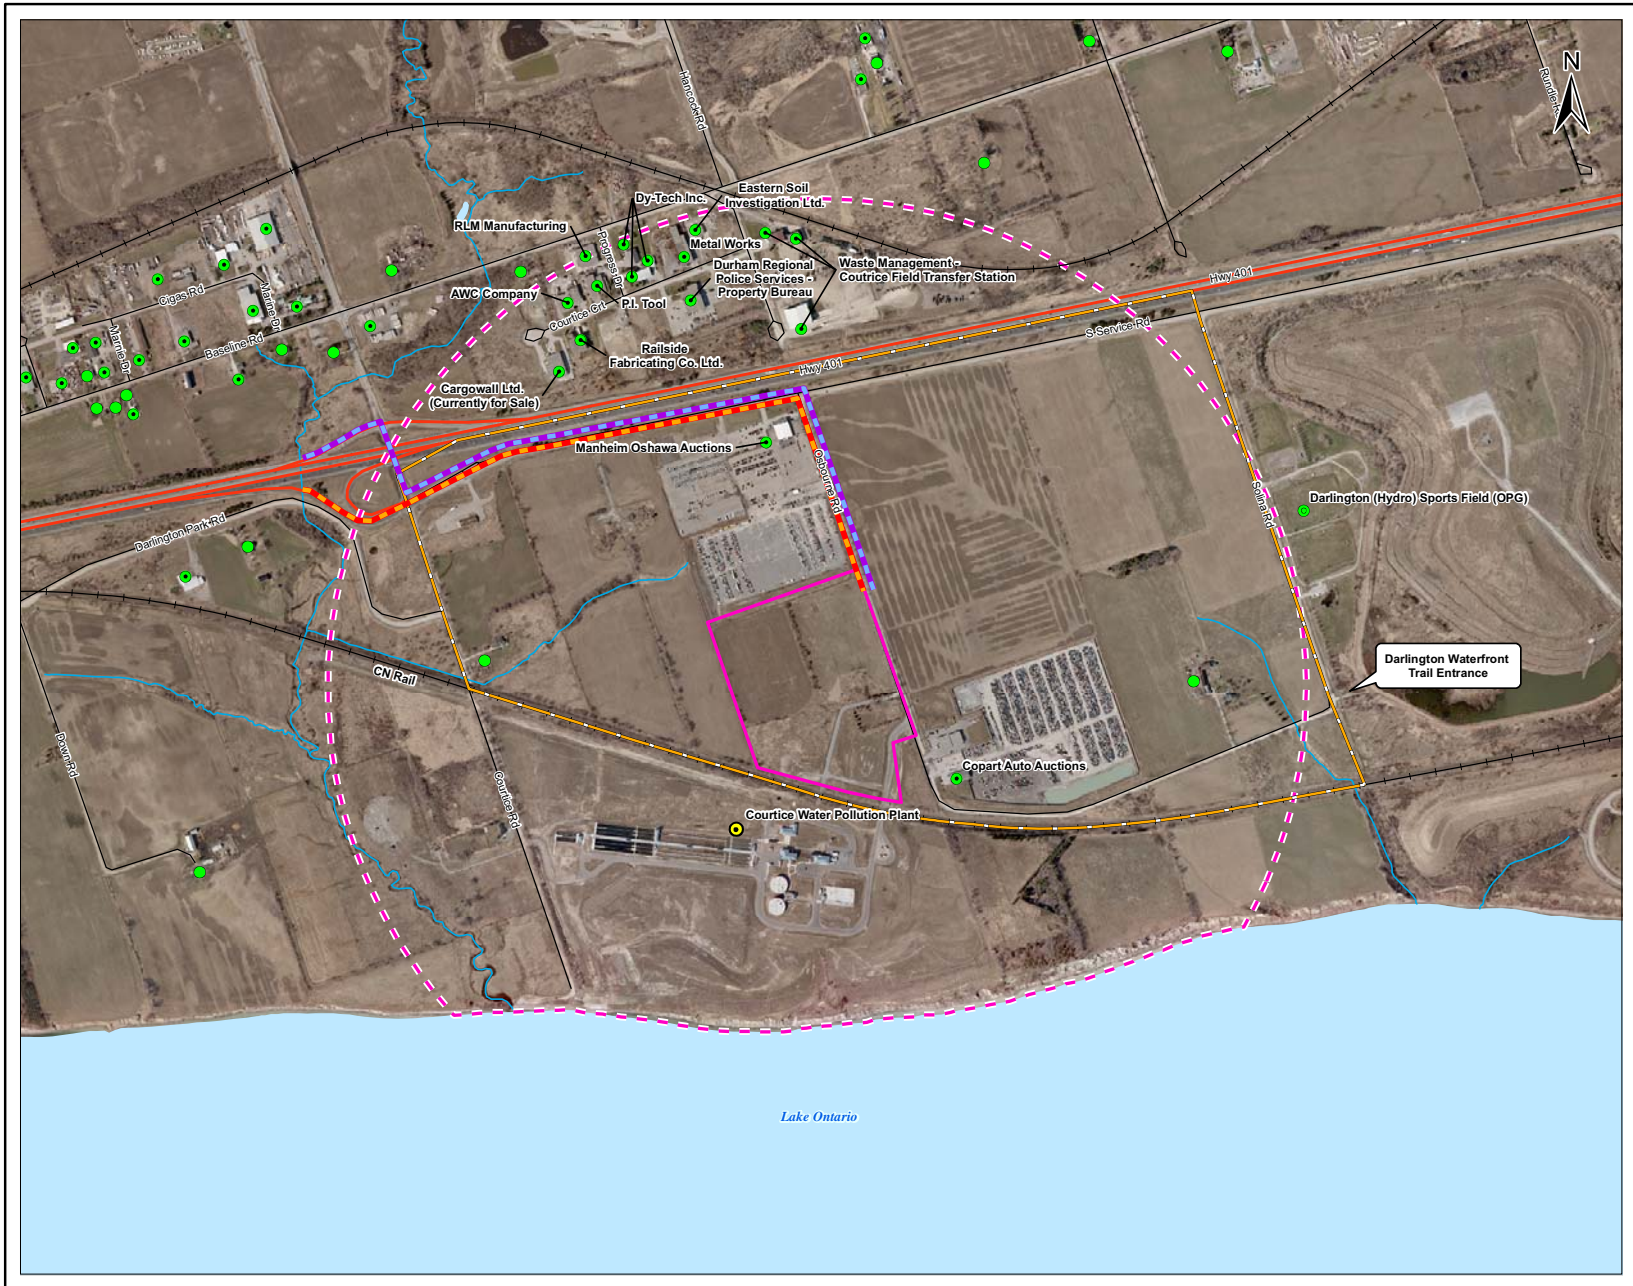 N
Hancock Rd
Rundle Rd
Eastern Soil
Investigation Ltd.
Dy-Tech Inc.
RLM Manufacturing
Progress Dr
Metal Works
Durham Regional
Police Services -
Property Bureau
Waste Management -
Coutrice Field Transfer Station
Hwy 401
AWC Company
P.I. Tool
Courtice Crt
Cigas Rd
Marine Dr
Marnie Dr
Baseline Rd
S Service Rd
Railside
Fabricating Co. Ltd.
Hwy 401
Cargowall Ltd.
(Currently for Sale)
Manheim Oshawa Auctions
Osbourne Rd
Solina Rd
Darlington (Hydro) Sports Field (OPG)
Darlington Park Rd
Darlington Waterfront
Trail Entrance
CN Rail
Down Rd
Courtice Rd
Copart Auto Auctions
Courtice Water Pollution Plant
Lake Ontario